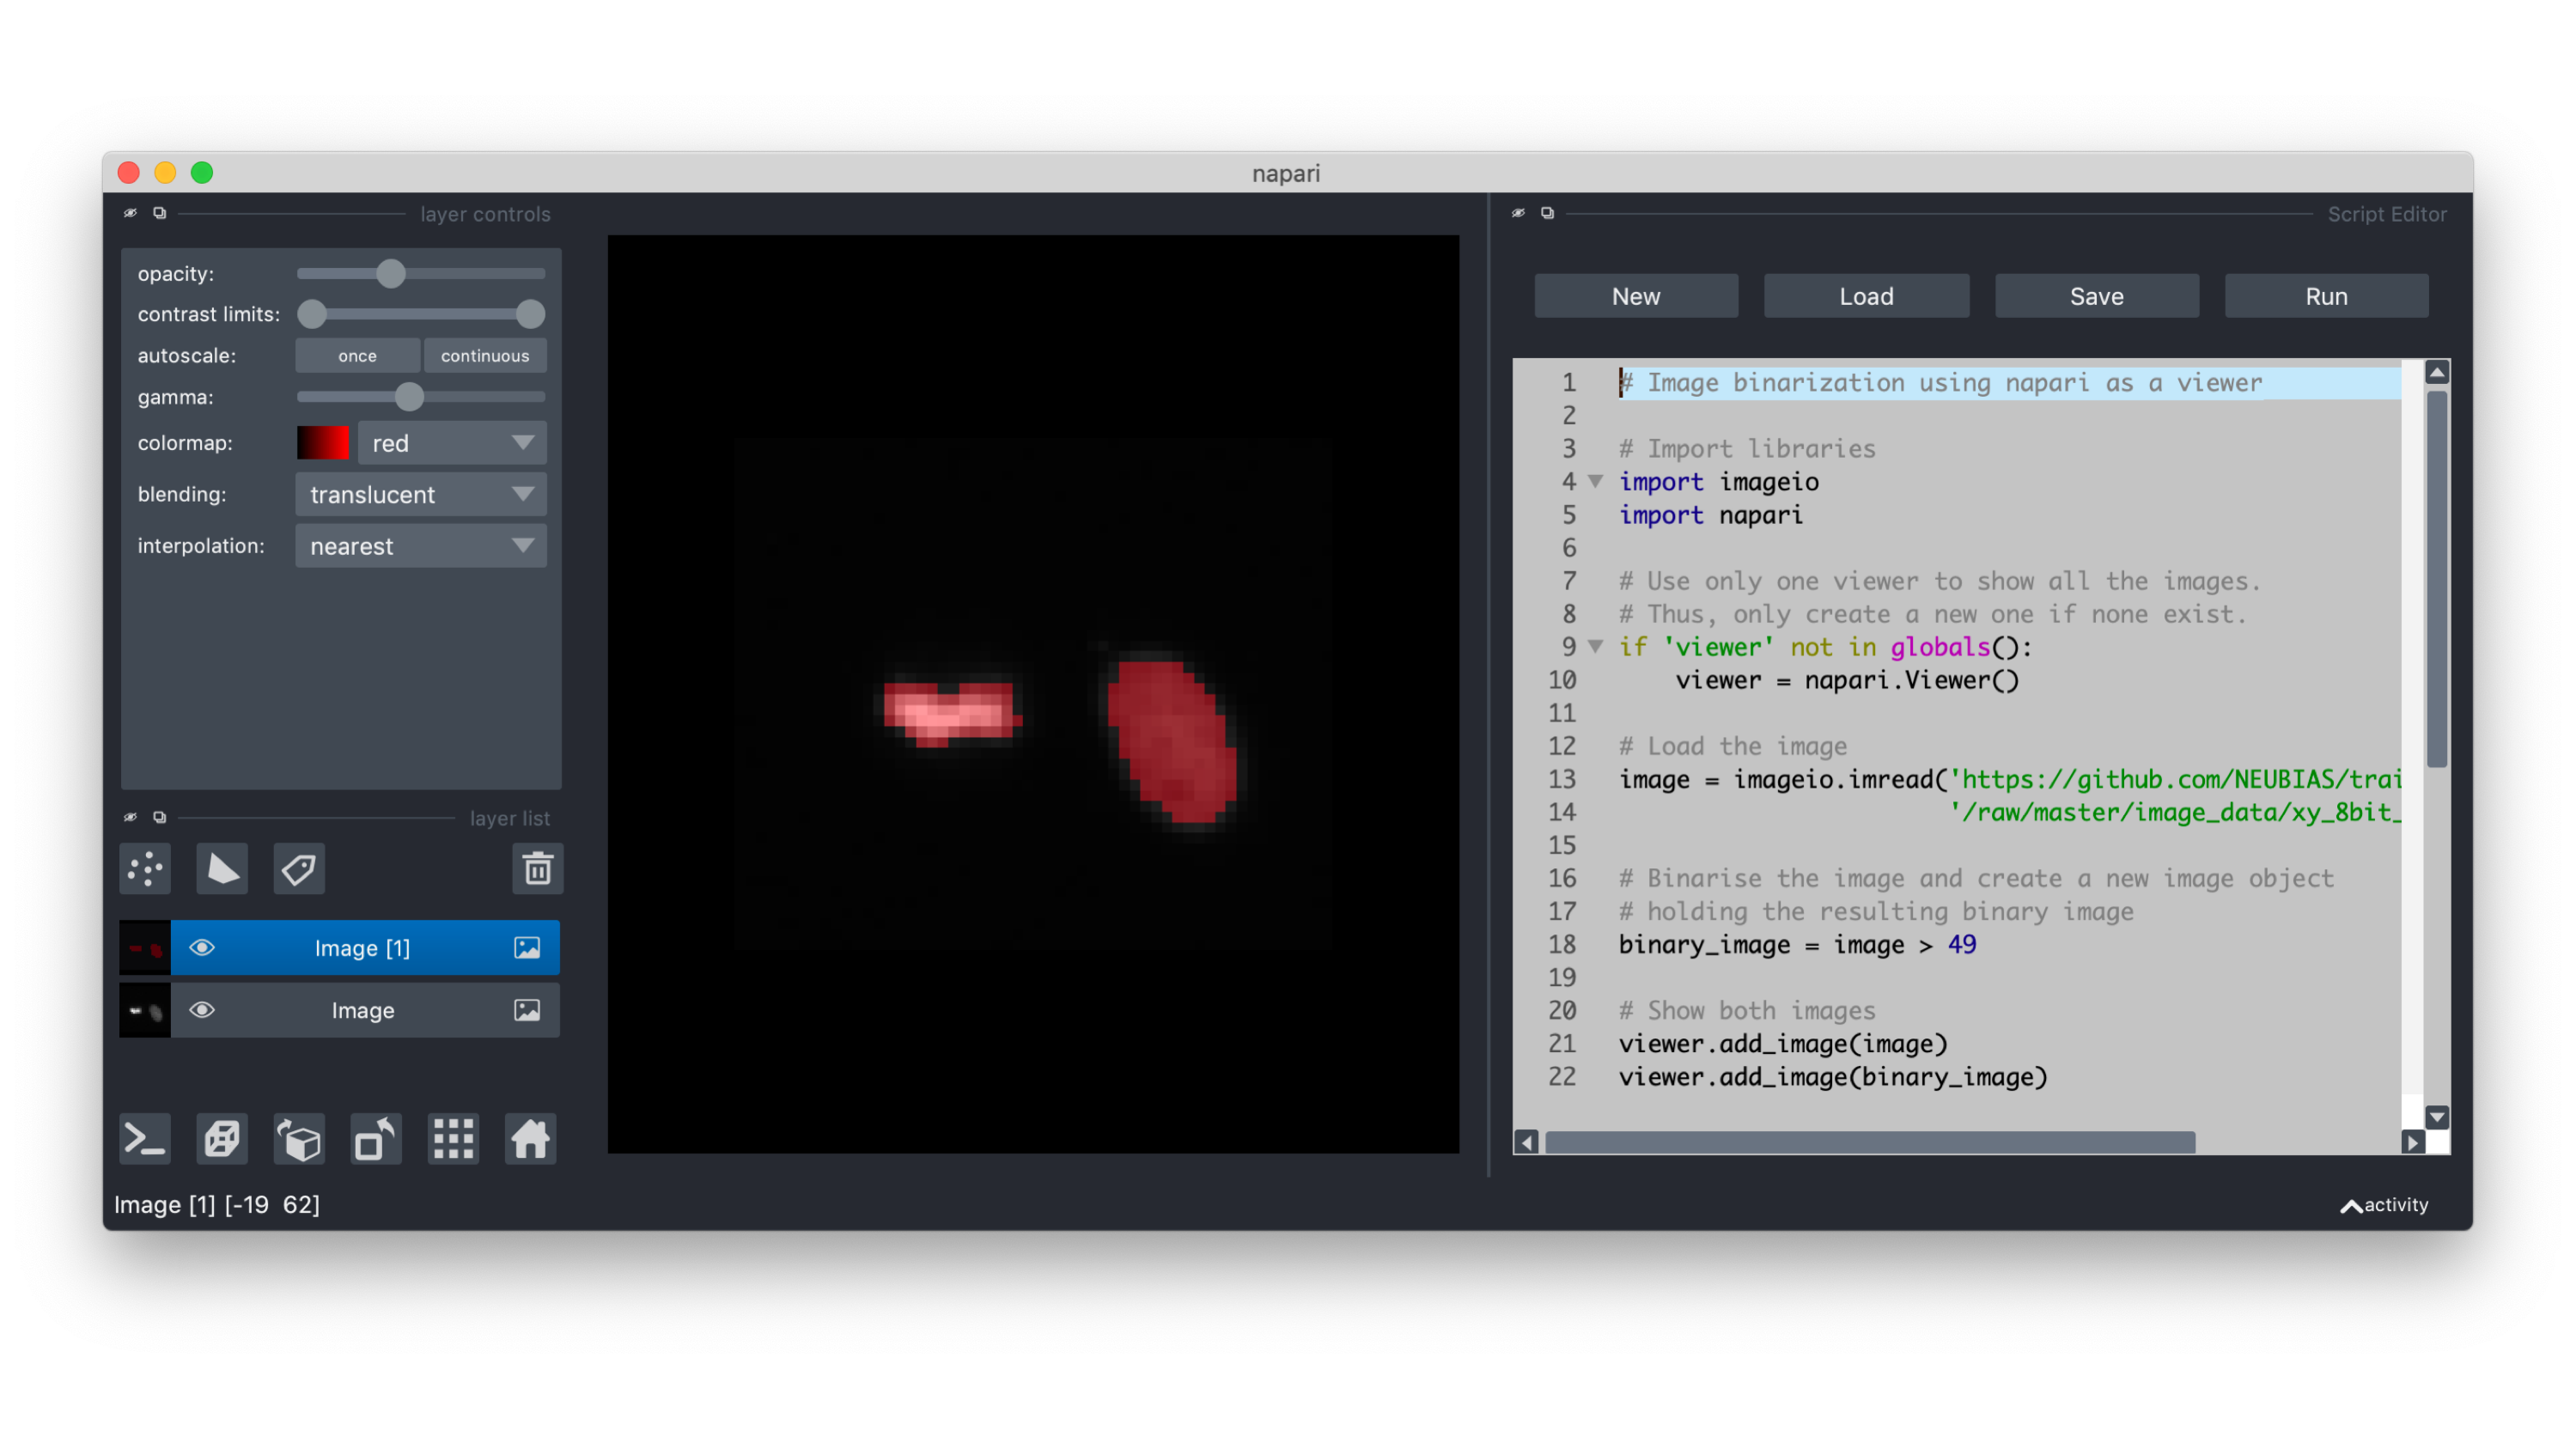 napari
layer controls
opacity:
contrast limits:
autoscale: once continuous
gamma:
colormap: red
blending: translucent
interpolation: nearest
layer list
Image [1]
Image
Image [1] [-19 62]
Script Editor
New Load Save Run
1 # Image binarization using napari as a viewer
2
3 # Import libraries
4 import imageio
5 import napari
6
7 # Use only one viewer to show all the images.
8 # Thus, only create a new one if none exist.
9 if 'viewer' not in globals():
10 viewer = napari.Viewer()
11
12 # Load the image
13 image = imageio.imread('https://github.com/NEUBIAS/trai
14 '/raw/master/image_data/xy_8bit_
15
16 # Binarise the image and create a new image object
17 # holding the resulting binary image
18 binary_image = image > 49
19
20 # Show both images
21 viewer.add_image(image)
22 viewer.add_image(binary_image)
activity